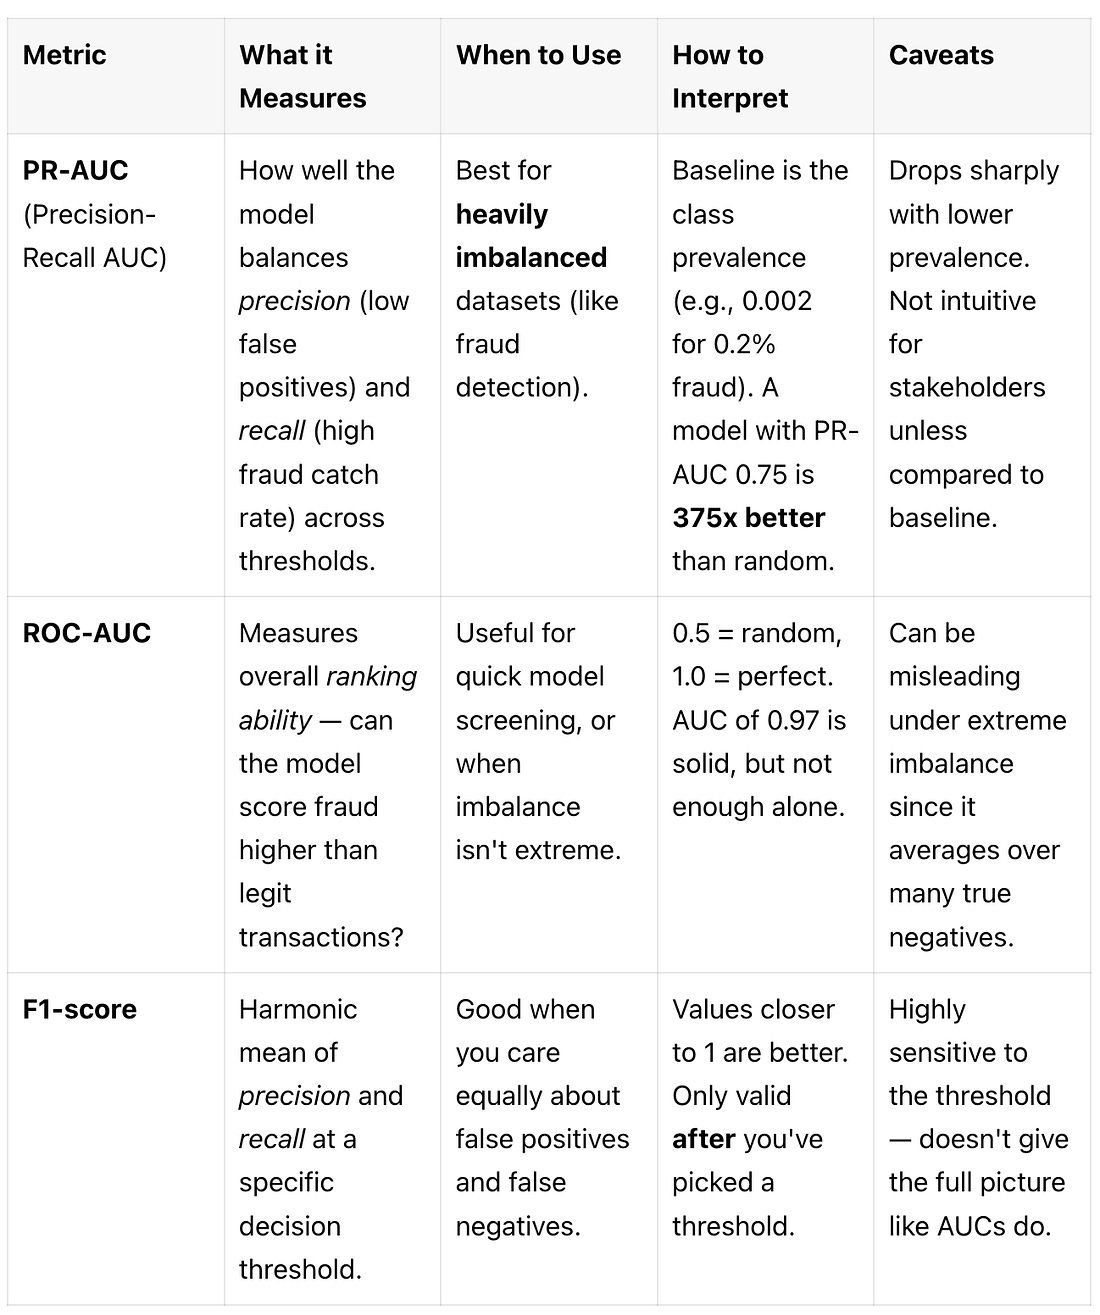 Metric
What it
Measures
When to Use
How to
Interpret
Caveats
PR-AUC
(Precision-
Recall AUC)
How well the
model
balances
precision (low
false
positives) and
recall (high
fraud catch
rate) across
thresholds.
Best for
heavily
imbalanced
datasets (like
fraud
detection).
Baseline is the
class
prevalence
(e.g., 0.002
for 0.2%
fraud). A
model with PR-
AUC 0.75 is
375x better
than random.
Drops sharply
with lower
prevalence.
Not intuitive
for
stakeholders
unless
compared to
baseline.
ROC-AUC
Measures
overall ranking
ability — can
the model
score fraud
higher than
legit
transactions?
Useful for
quick model
screening, or
when
imbalance
isn't extreme.
0.5 = random,
1.0 = perfect.
AUC of 0.97 is
solid, but not
enough alone.
Can be
misleading
under extreme
imbalance
since it
averages over
many true
negatives.
F1-score
Harmonic
mean of
precision and
recall at a
specific
decision
threshold.
Good when
you care
equally about
false positives
and false
negatives.
Values closer
to 1 are better.
Only valid
after you've
picked a
threshold.
Highly
sensitive to
the threshold
— doesn't give
the full picture
like AUCs do.